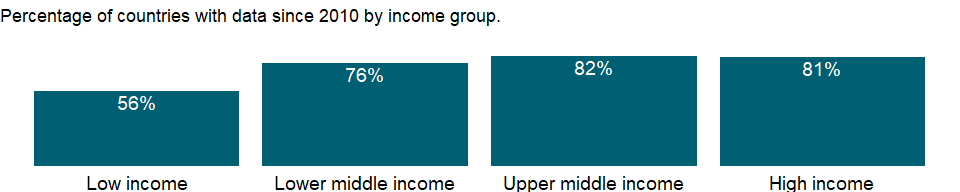 Percentage of countries with data since 2010 by income group.
56%
76%
82%
81%
Low income
Lower middle income
Upper middle income
High income